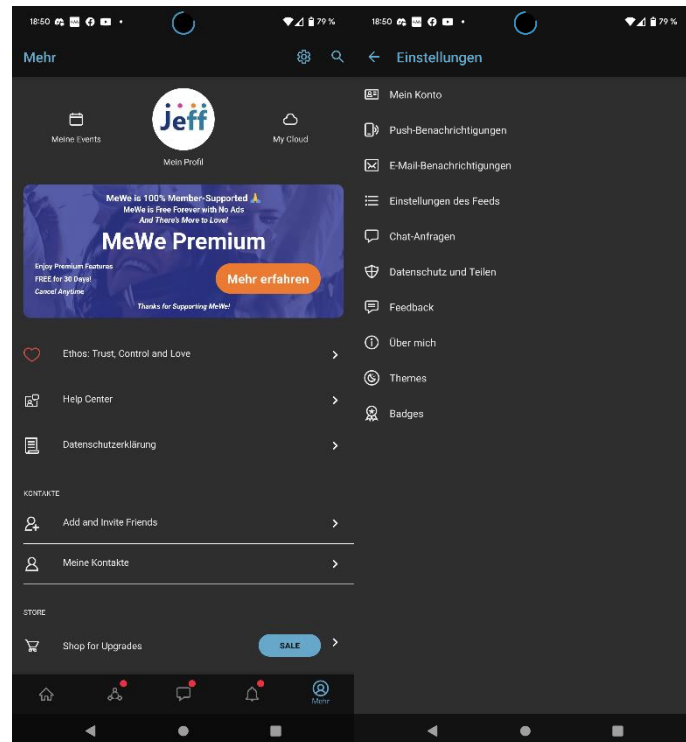 18:50
79 %
Mehr
Meine Events
jeff
Mein Profil
My Cloud
MeWe is 100% Member-Supported
MeWe is Free Forever with No Ads
And There's More to Love!
MeWe Premium
Enjoy Premium Features
FREE for 30 Days!
Cancel Anytime
Mehr erfahren
Thanks for Supporting MeWe!
Ethos: Trust, Control and Love
Help Center
Datenschutzerklärung
KONTAKTE
Add and Invite Friends
Meine Kontakte
STORE
Shop for Upgrades
SALE
Mehr
18:50
79 %
Einstellungen
Mein Konto
Push-Benachrichtigungen
E-Mail-Benachrichtigungen
Einstellungen des Feeds
Chat-Anfragen
Datenschutz und Teilen
Feedback
Über mich
Themes
Badges